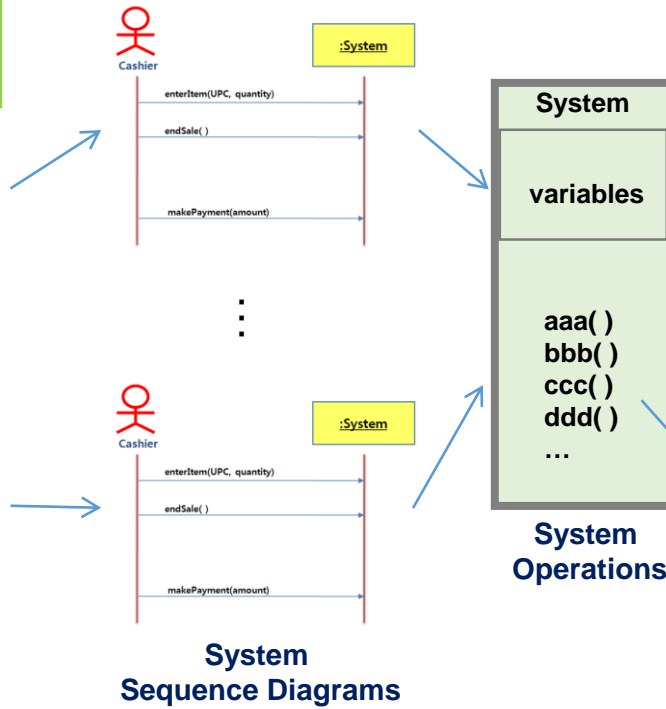 Cashier
:System
enterItem(UPC, quantity)
endSale( )
makePayment(amount)
⋮
Cashier
:System
enterItem(UPC, quantity)
endSale( )
makePayment(amount)
System
Sequence Diagrams
System
variables
aaa( )
bbb( )
ccc( )
ddd( )
…
System
Operations